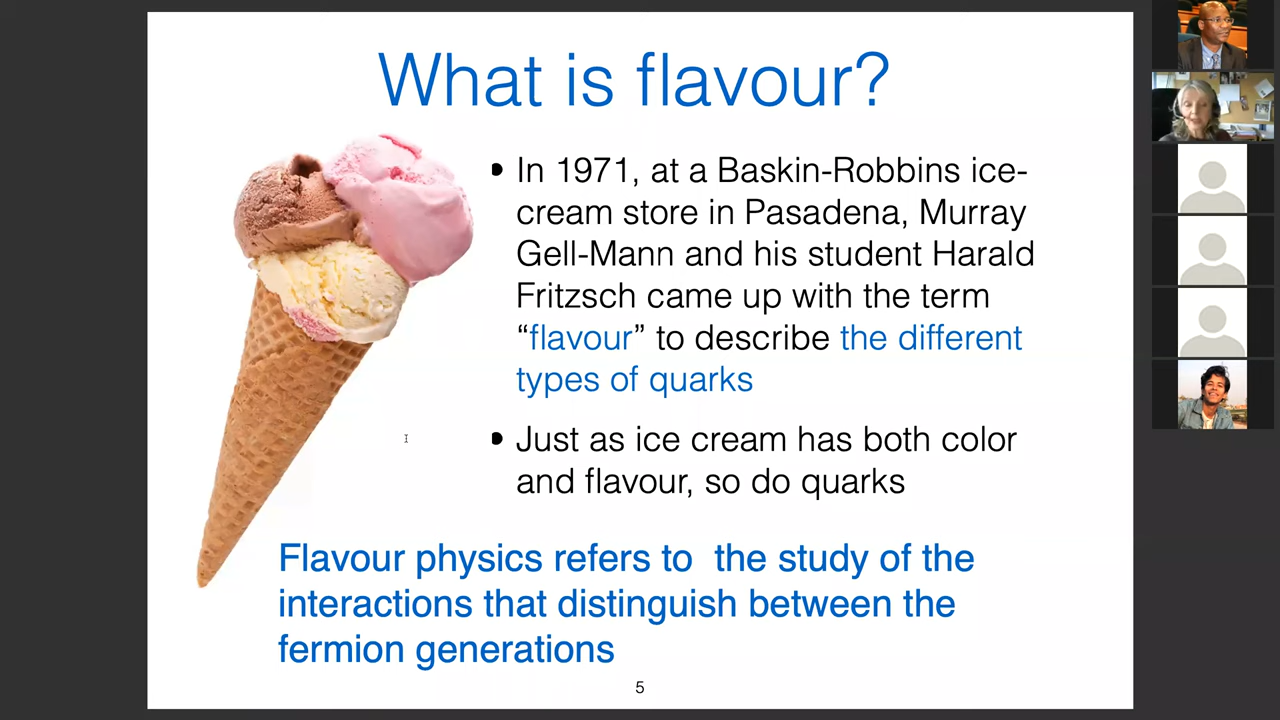 What is flavour?
• In 1971, at a Baskin-Robbins ice-
cream store in Pasadena, Murray
Gell-Mann and his student Harald
Fritzsch came up with the term
“flavour” to describe the different
types of quarks
• Just as ice cream has both color
and flavour, so do quarks
Flavour physics refers to  the study of the
interactions that distinguish between the
fermion generations
5